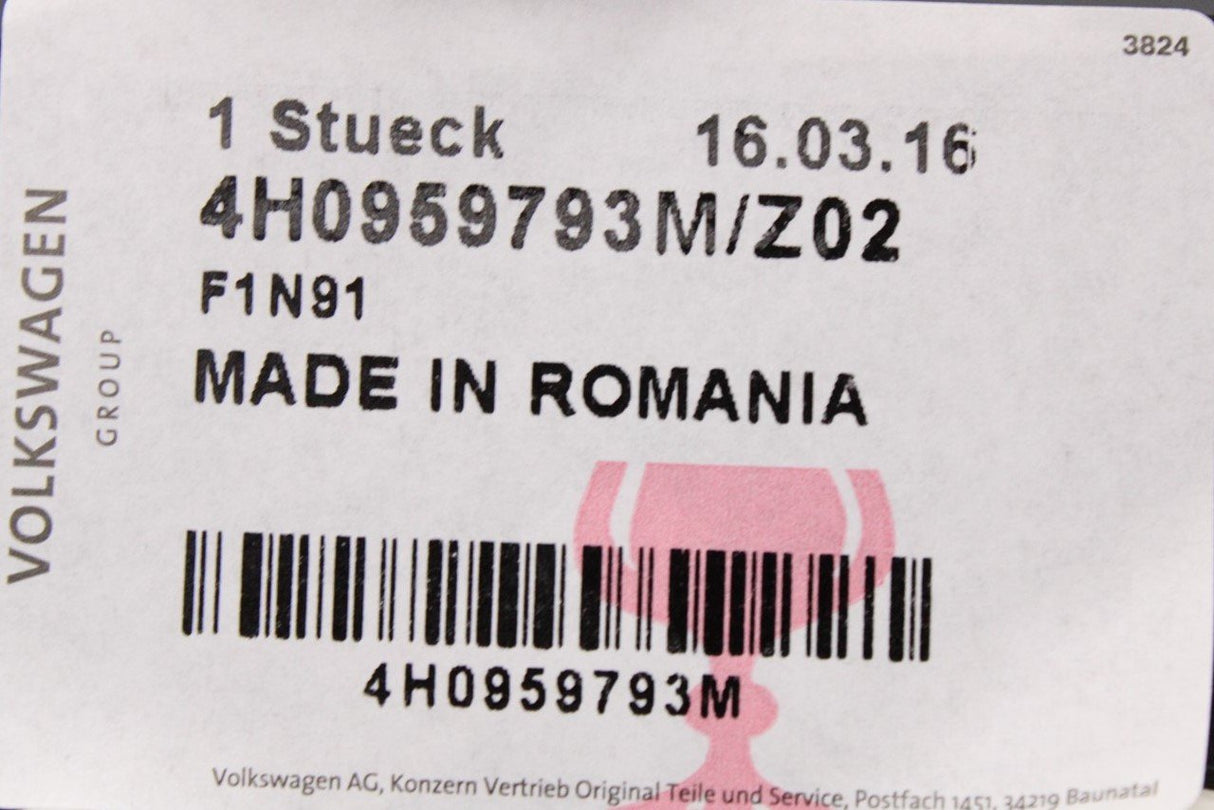 3824
1 Stueck 16.03.16
4H0959793M/Z02
F1N91
MADE IN ROMANIA
VOLKSWAGEN
GROUP
4H0959793M
Volkswagen AG, Konzern Vertrieb Original Teile und Service, Postfach 1451, 34219 Baunatal